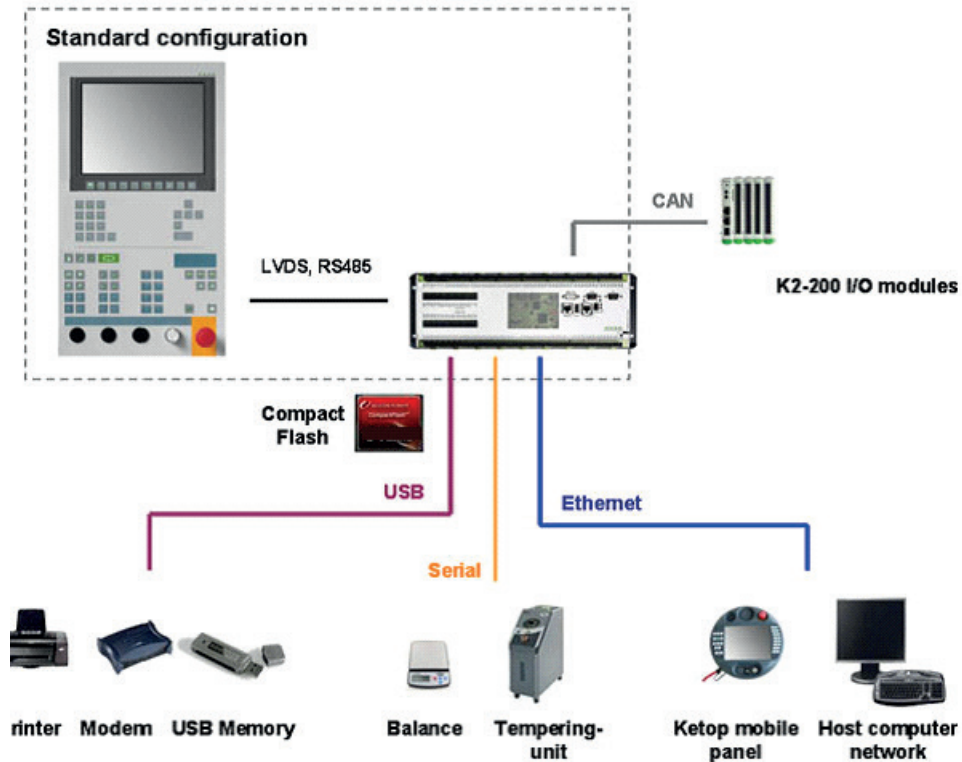 Standard configuration
LVDS, RS485
CAN
K2-200 I/O modules
Compact
Flash
CompactFlash
USB
Ethernet
Serial
rinter
Modem
USB Memory
Balance
Tempering-
unit
Ketop mobile
panel
Host computer
network